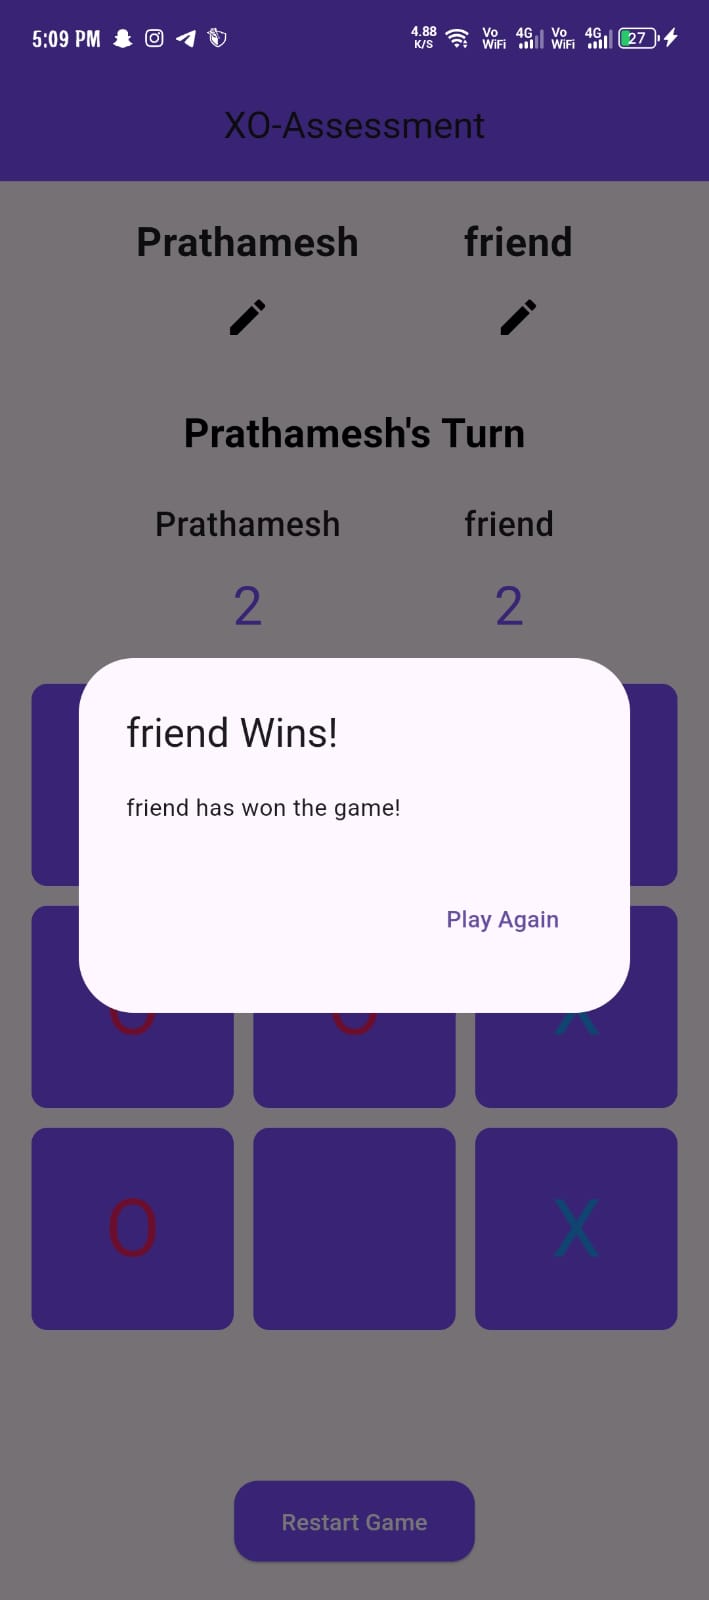 5:09 PM 4.88 K/S Vo WiFi 4G Vo WiFi 4G 27
XO-Assessment
Prathamesh friend
Prathamesh's Turn
Prathamesh friend
2 2
friend Wins!
friend has won the game!
Play Again
O O X
O X
Restart Game